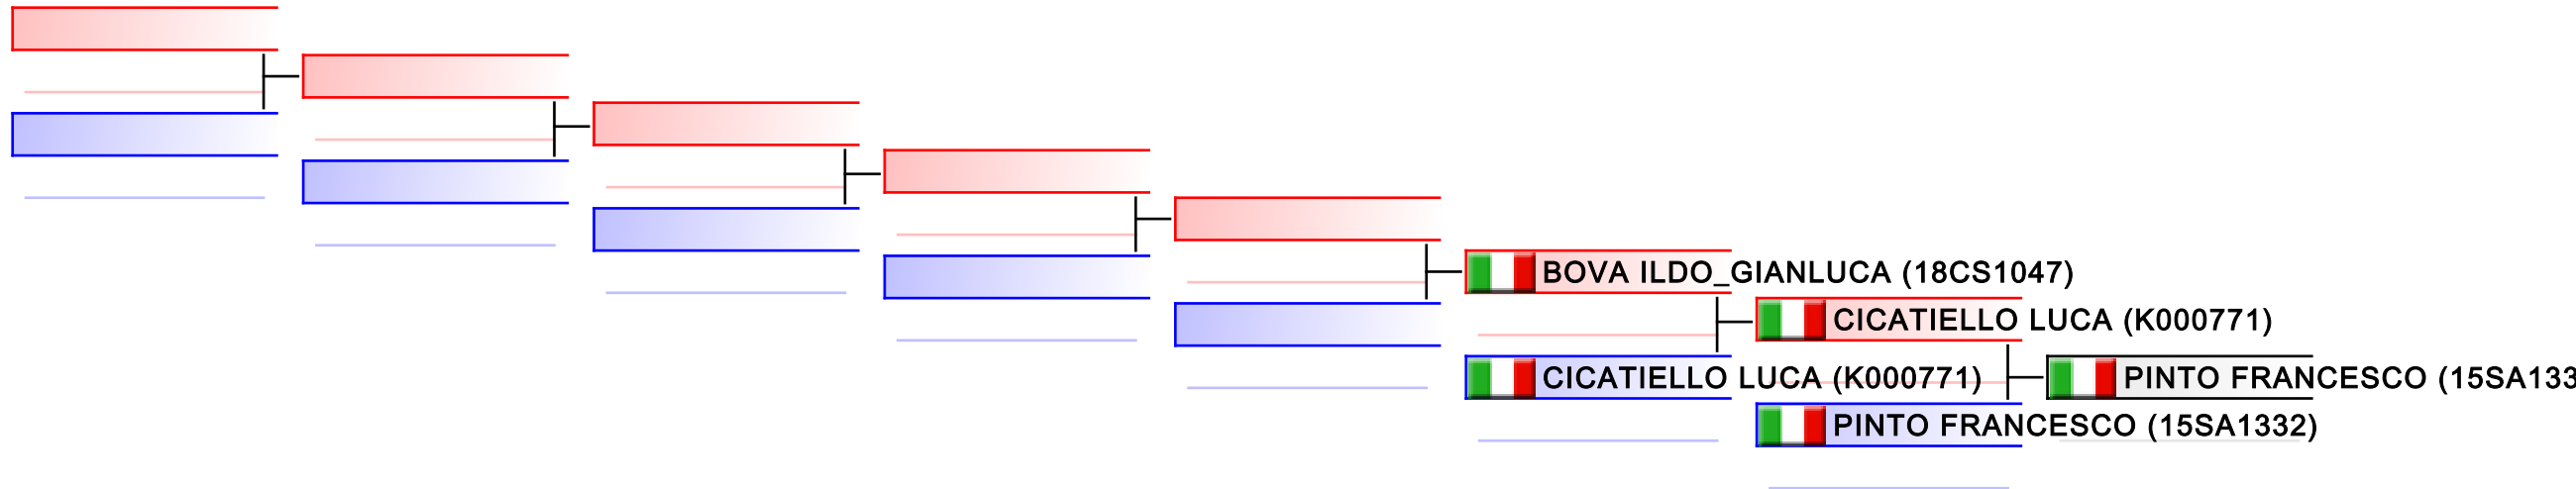 BOVA ILDO_GIANLUCA (18CS1047)
CICATIELLO LUCA (K000771)
CICATIELLO LUCA (K000771)
PINTO FRANCESCO (15SA133
PINTO FRANCESCO (15SA1332)